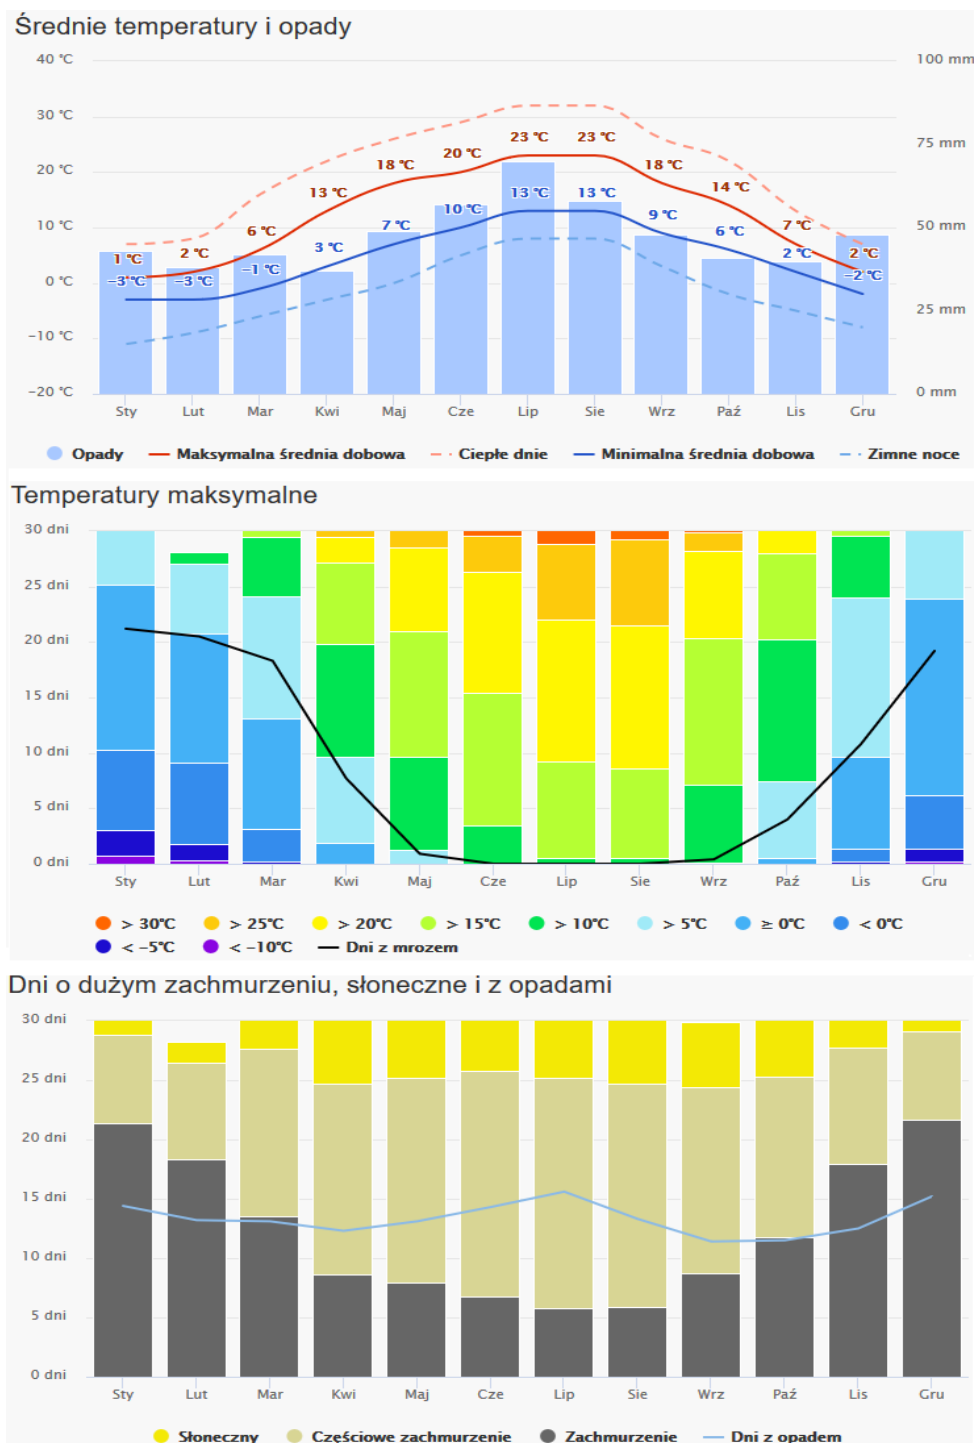 Średnie temperatury i opady
40 °C
100 mm
30 °C
23 °C
23 °C
75 mm
20 °C
18 °C
20 °C
18 °C
13 °C
14 °C
13 °C
13 °C
10 °C
6 °C
7 °C
10 °C
9 °C
6 °C
7 °C
50 mm
1 °C
2 °C
3 °C
2 °C
2 °C
0 °C
−3 °C
−3 °C
−1 °C
−2 °C
25 mm
−10 °C
−20 °C
0 mm
Sty Lut Mar Kwi Maj Cze Lip Sie Wrz Paź Lis Gru
Opady Maksymalna średnia dobowa Ciepłe dnie Minimalna średnia dobowa Zimne noce
Temperatury maksymalne
30 dni
25 dni
20 dni
15 dni
10 dni
5 dni
0 dni
Sty Lut Mar Kwi Maj Cze Lip Sie Wrz Paź Lis Gru
> 30°C > 25°C > 20°C > 15°C > 10°C > 5°C ≥ 0°C < 0°C
< −5°C < −10°C Dni z mrozem
Dni o dużym zachmurzeniu, słoneczne i z opadami
30 dni
25 dni
20 dni
15 dni
10 dni
5 dni
0 dni
Sty Lut Mar Kwi Maj Cze Lip Sie Wrz Paź Lis Gru
Słoneczny Częściowe zachmurzenie Zachmurzenie Dni z opadem